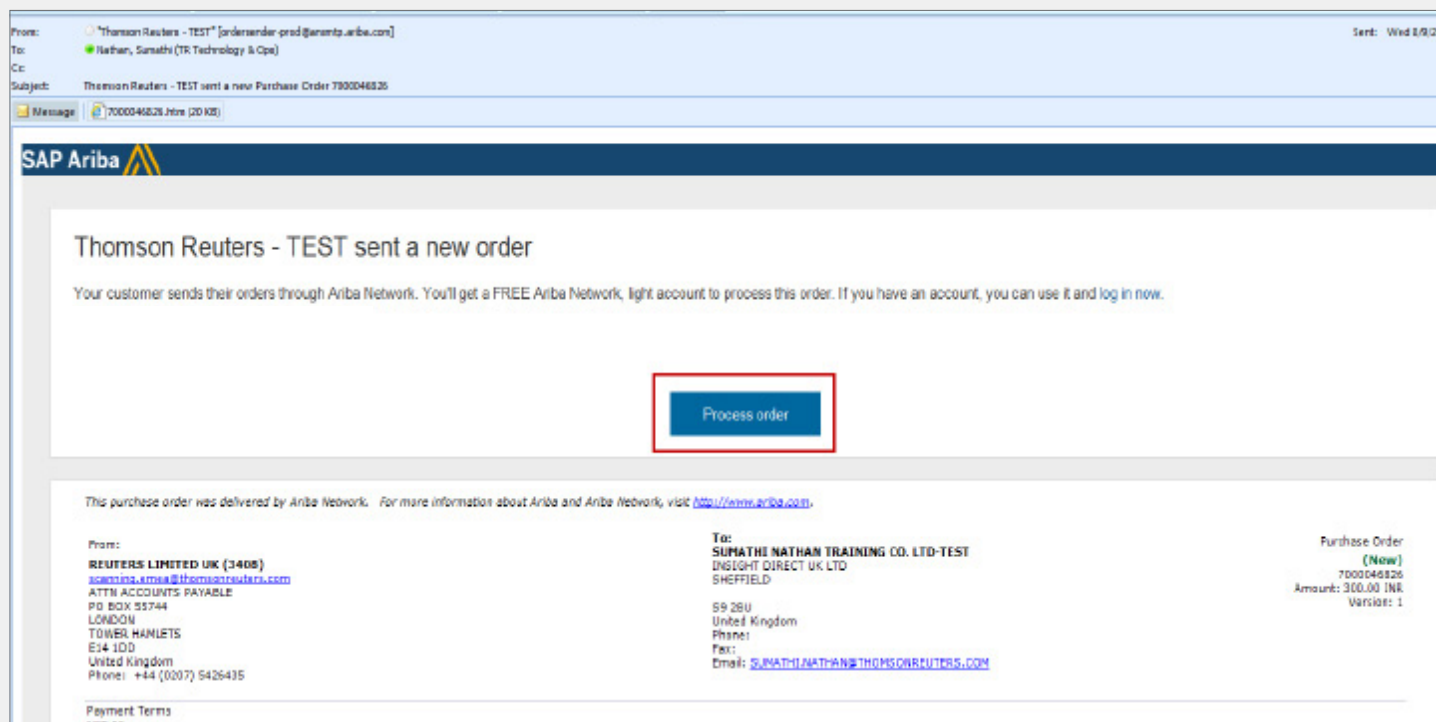 From: "Thomson Reuters - TEST" [ordersender-prod@ansmtp.ariba.com] Sent: Wed 8/9/2
To: Nathan, Sumathi (TR Technology & Ops)
Cc:
Subject: Thomson Reuters - TEST sent a new Purchase Order 7000046826
Message 7000046826.htm (20 KB)
SAP Ariba
Thomson Reuters - TEST sent a new order
Your customer sends their orders through Ariba Network. You'll get a FREE Ariba Network, light account to process this order. If you have an account, you can use it and log in now.
Process order
This purchase order was delivered by Ariba Network. For more information about Ariba and Ariba Network, visit http://www.ariba.com.
From:
REUTERS LIMITED UK (3408)
scanning.emea@thomsonreuters.com
ATTN ACCOUNTS PAYABLE
PO BOX 55744
LONDON
TOWER HAMLETS
E14 1DD
United Kingdom
Phone: +44 (0207) 5426435
To:
SUMATHI NATHAN TRAINING CO. LTD-TEST
INSIGHT DIRECT UK LTD
SHEFFIELD
S9 2BU
United Kingdom
Phone:
Fax:
Email: SUMATHI.NATHAN@THOMSONREUTERS.COM
Purchase Order
(New)
7000046826
Amount: 300.00 INR
Version: 1
Payment Terms